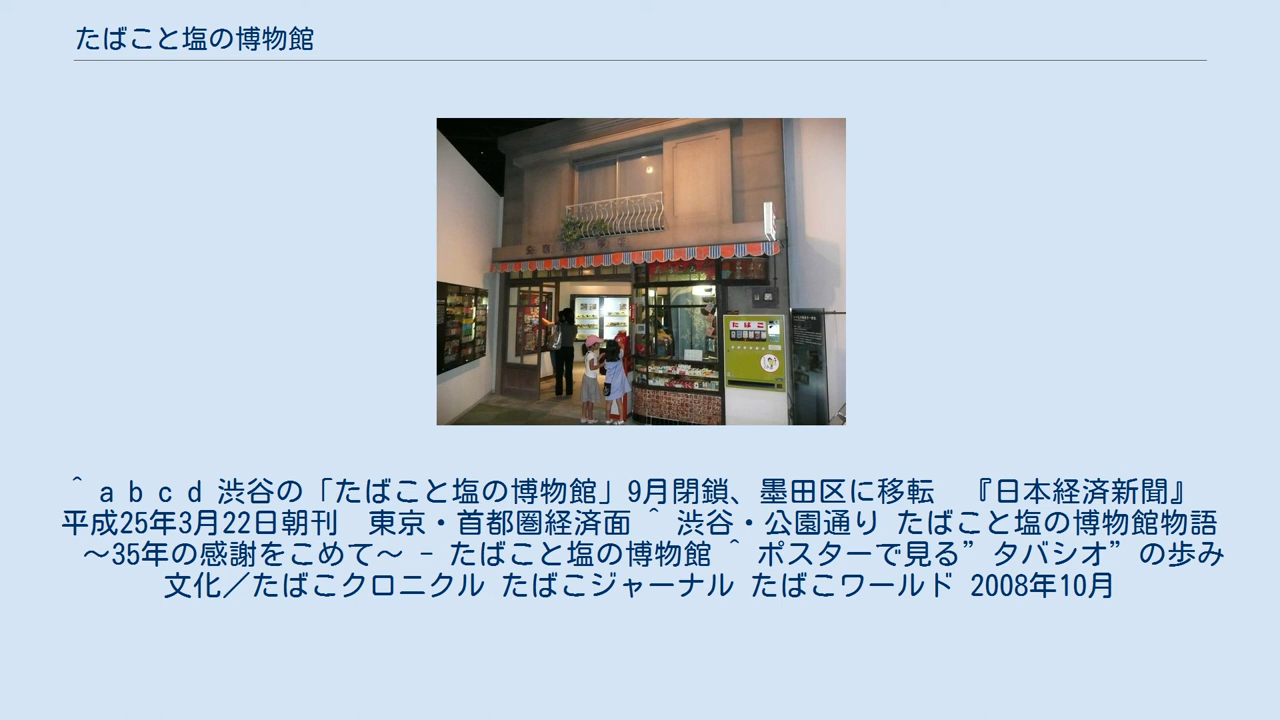 たばこと塩の博物館
たばこ
^ a b c d 渋谷の「たばこと塩の博物館」9月閉鎖、墨田区に移転　『日本経済新聞』
平成25年3月22日朝刊　東京・首都圏経済面 ^ 渋谷・公園通り たばこと塩の博物館物語
～35年の感謝をこめて～ - たばこと塩の博物館 ^ ポスターで見る”タバシオ”の歩み
文化／たばこクロニクル たばこジャーナル たばこワールド 2008年10月